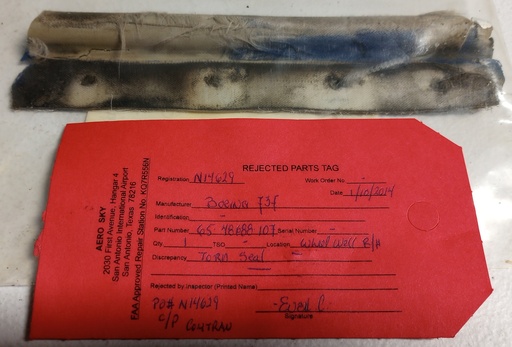 REJECTED PARTS TAG
Registration N14629 Work Order No. -
Date 1/10/2014
Manufacturer Boeing 737
Identification -
Part Number 65-48088-107 Serial Number -
Qty. 1 TSO - Location Wheel Well R/H
Discrepancy Torn Seal
Rejected by: Inspector (Printed Name)
PO# N14629
C/P
Signature
AERO SKY
2030 First Avenue, Hangar 4
San Antonio International Airport
San Antonio, Texas 78216
FAA Approved Repair Station No. KQ7R556N